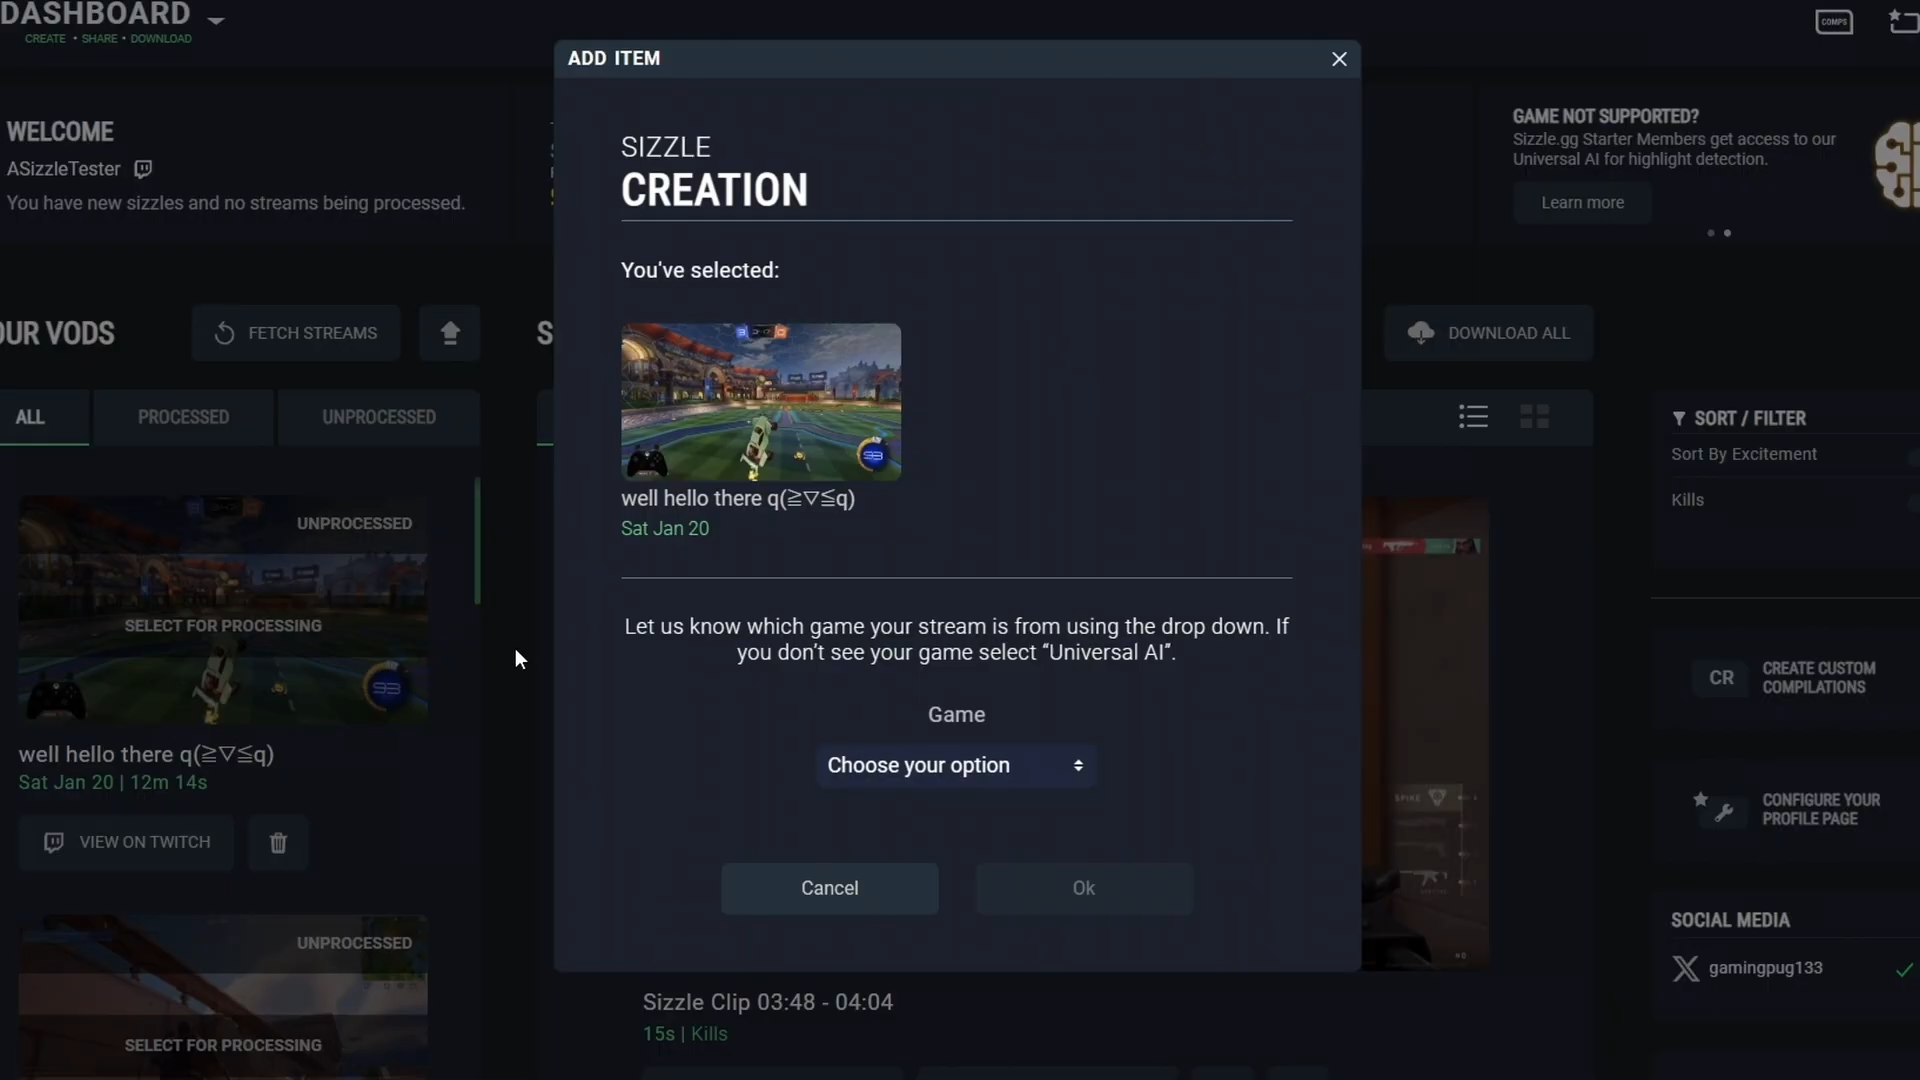 DASHBOARD
CREATE • SHARE • DOWNLOAD
COMPS
ADD ITEM
WELCOME
ASizzleTester
You have new sizzles and no streams being processed.
GAME NOT SUPPORTED?
Sizzle.gg Starter Members get access to our
Universal AI for highlight detection.
Learn more
SIZZLE
CREATION
You've selected:
OUR VODS
FETCH STREAMS
S
DOWNLOAD ALL
ALL
PROCESSED
UNPROCESSED
SORT / FILTER
Sort By Excitement
Kills
well hello there q(≧▽≦q)
Sat Jan 20
UNPROCESSED
SELECT FOR PROCESSING
93
93
Let us know which game your stream is from using the drop down. If
you don't see your game select “Universal AI”.
Game
Choose your option
Cancel
Ok
CR
CREATE CUSTOM
COMPILATIONS
well hello there q(≧▽≦q)
Sat Jan 20 | 12m 14s
VIEW ON TWITCH
SPIKE
CONFIGURE YOUR
PROFILE PAGE
UNPROCESSED
SELECT FOR PROCESSING
SOCIAL MEDIA
gamingpug133
Sizzle Clip 03:48 - 04:04
15s | Kills